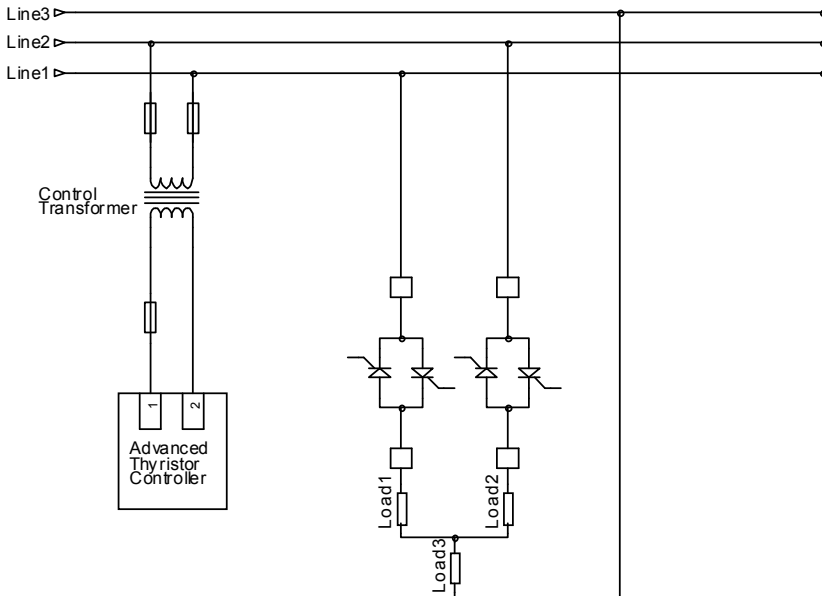 Line3
Line2
Line1
Control
Transformer
1
2
Advanced
Thyristor
Controller
Load1
Load2
Load3